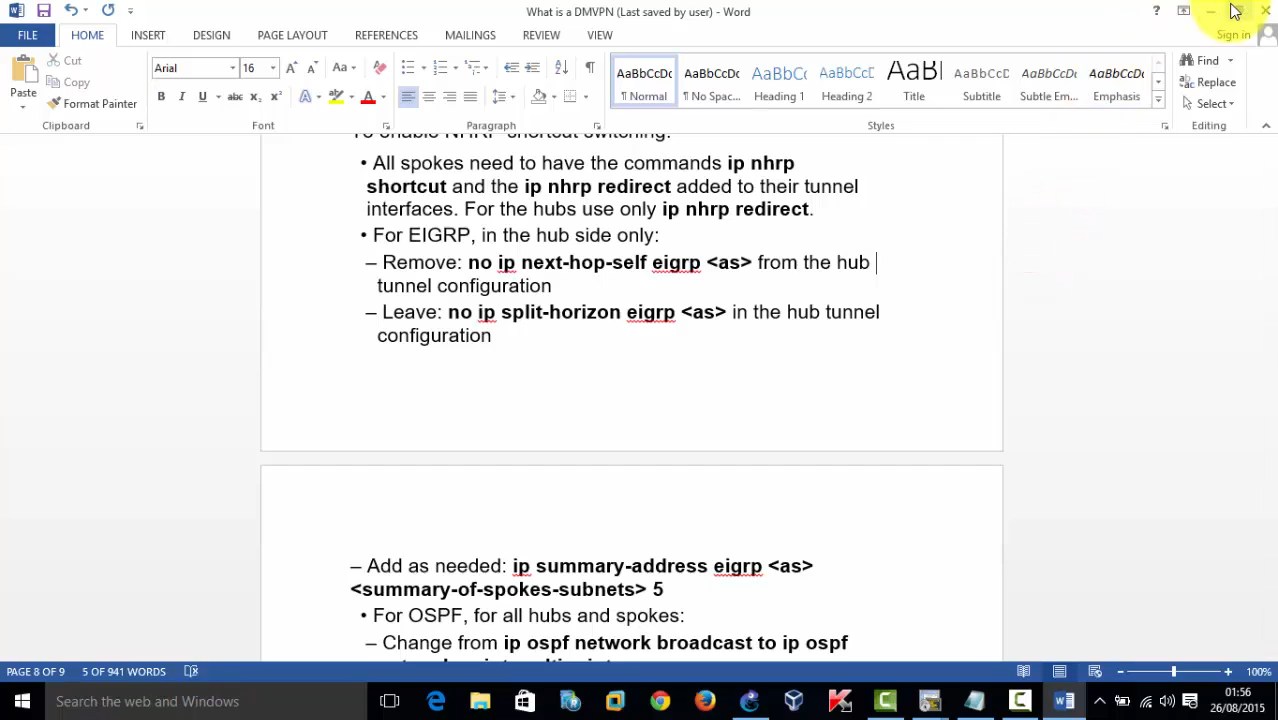 What is a DMVPN (Last saved by user) - Word
?
Sign in
FILE HOME INSERT DESIGN PAGE LAYOUT REFERENCES MAILINGS REVIEW VIEW
Paste
Cut
Copy
Format Painter
Clipboard
Arial 16
Font
Paragraph
AaBbCcDc AaBbCcDc AaBbCc AaBbCcD AaBl AaBbCcD AaBbCcDc AaBbCcDc
¶ Normal ¶ No Spac... Heading 1 Heading 2 Title Subtitle Subtle Em... Emphasis
Styles
Find
Replace
Select
Editing
To enable NHRP shortcut switching:
• All spokes need to have the commands ip nhrp
shortcut and the ip nhrp redirect added to their tunnel
interfaces. For the hubs use only ip nhrp redirect.
• For EIGRP, in the hub side only:
– Remove: no ip next-hop-self eigrp <as> from the hub
tunnel configuration
– Leave: no ip split-horizon eigrp <as> in the hub tunnel
configuration
– Add as needed: ip summary-address eigrp <as>
<summary-of-spokes-subnets> 5
• For OSPF, for all hubs and spokes:
– Change from ip ospf network broadcast to ip ospf
PAGE 8 OF 9 5 OF 941 WORDS
100%
Search the web and Windows
01:56
26/08/2015